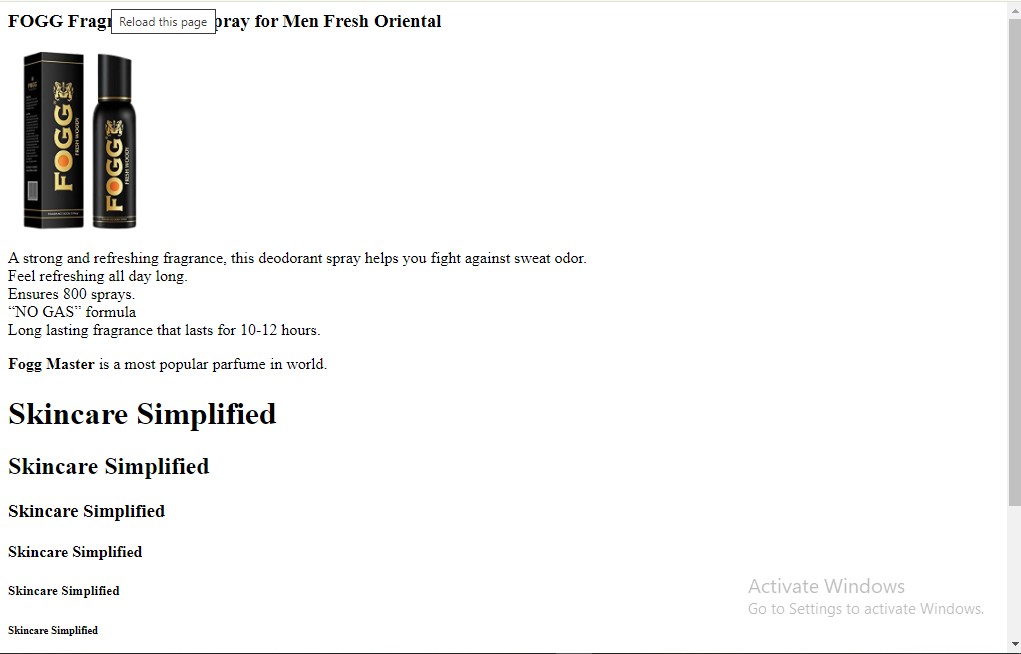 FOGG Frag
Reload this page
pray for Men Fresh Oriental
FOGG
FRESH WOODY
FOGG
FRESH WOODY
A strong and refreshing fragrance, this deodorant spray helps you fight against sweat odor.
Feel refreshing all day long.
Ensures 800 sprays.
“NO GAS” formula
Long lasting fragrance that lasts for 10-12 hours.
Fogg Master is a most popular parfume in world.
Skincare Simplified
Skincare Simplified
Skincare Simplified
Skincare Simplified
Skincare Simplified
Skincare Simplified
Activate Windows
Go to Settings to activate Windows.